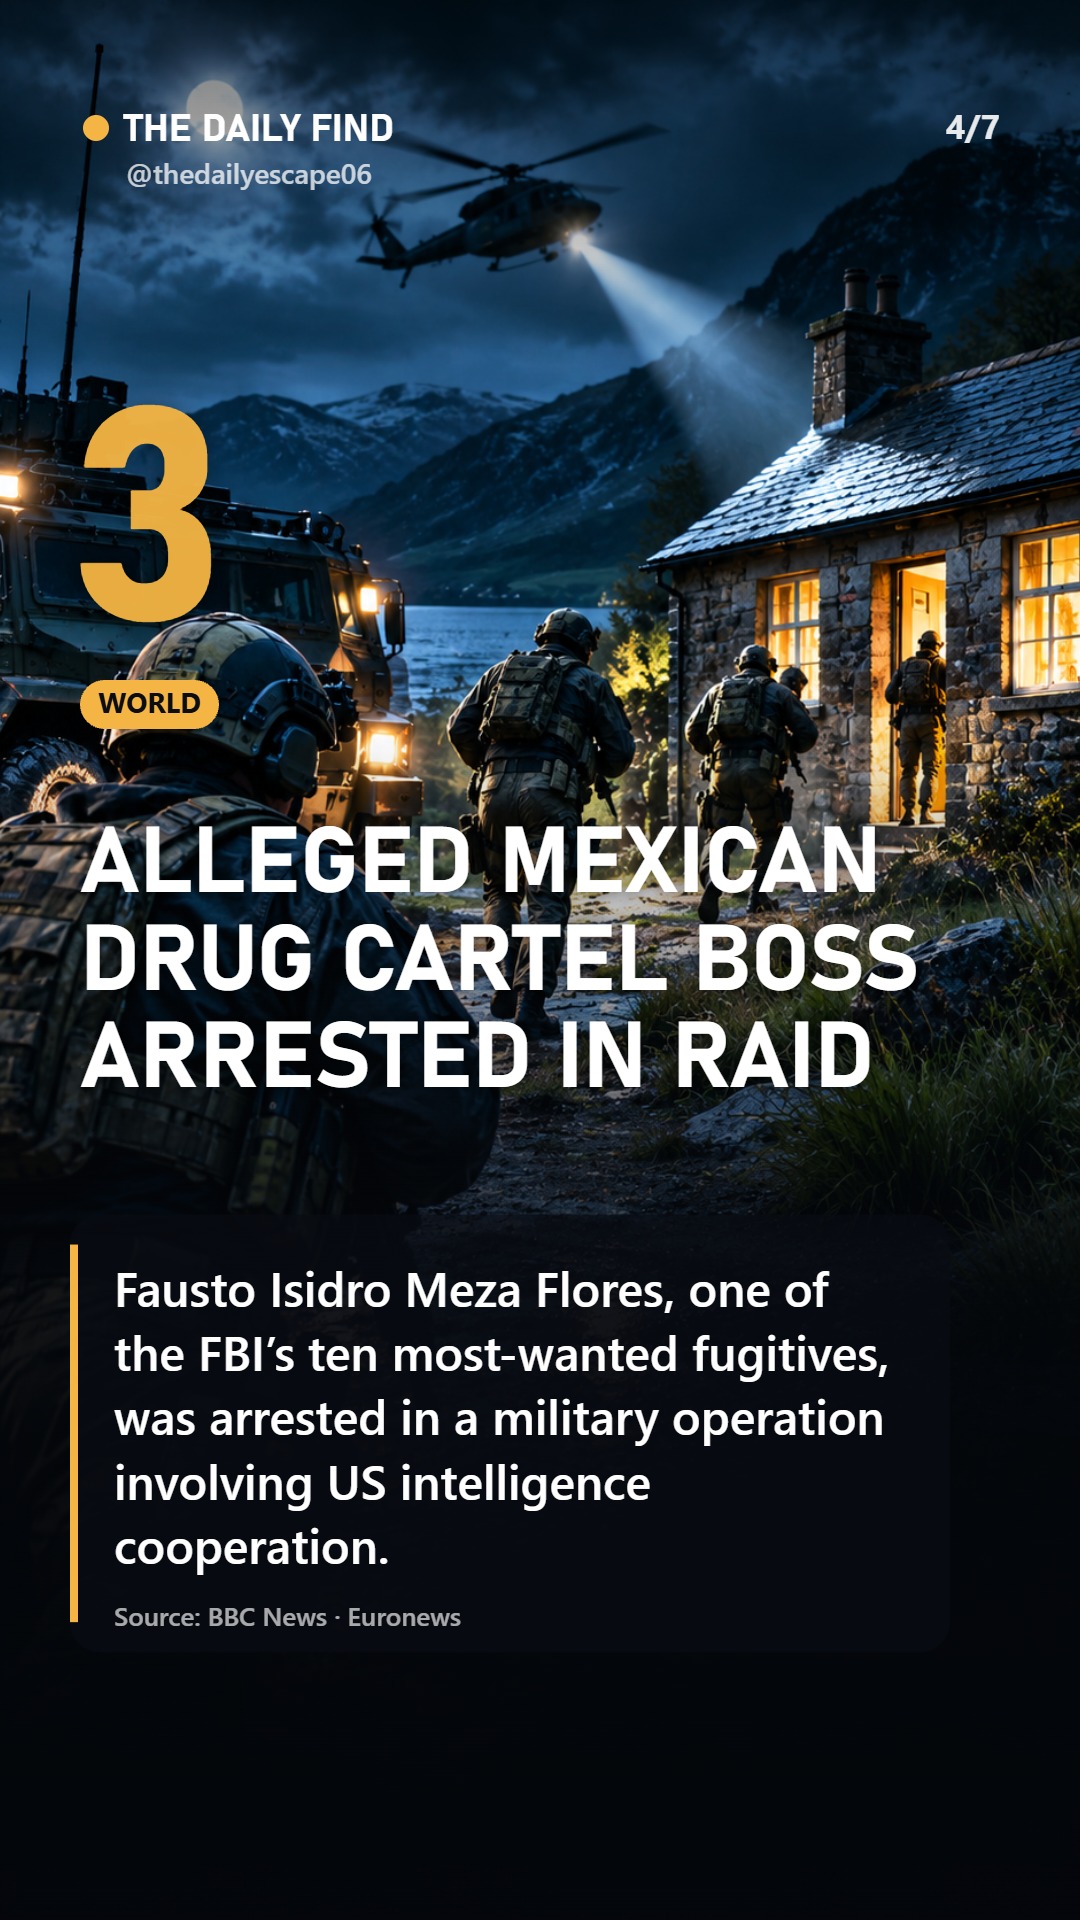 THE DAILY FIND
@thedailyescape06
4/7
3
WORLD
ALLEGED MEXICAN
DRUG CARTEL BOSS
ARRESTED IN RAID
Fausto Isidro Meza Flores, one of
the FBI’s ten most-wanted fugitives,
was arrested in a military operation
involving US intelligence
cooperation.
Source: BBC News · Euronews